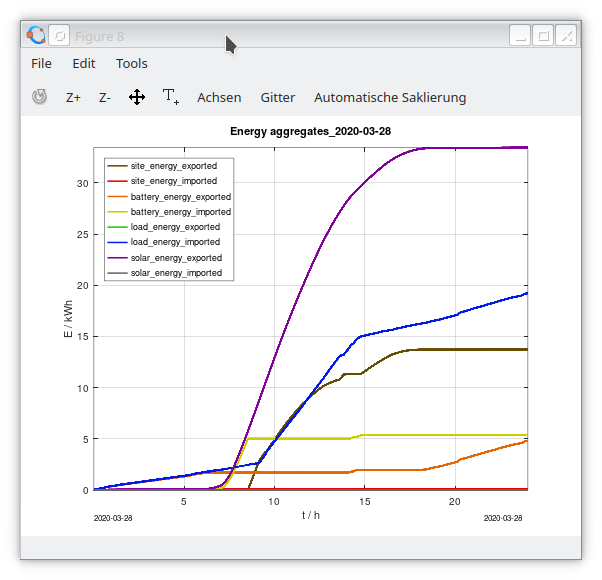 Figure 8
File Edit Tools
Z+ Z- T+ Achsen Gitter Automatische Saklierung
Energy aggregates_2020-03-28
site_energy_exported
site_energy_imported
battery_energy_exported
battery_energy_imported
load_energy_exported
load_energy_imported
solar_energy_exported
solar_energy_imported
E / kWh
30
25
20
15
10
5
0
5 10 15 20
t / h
2020-03-28 2020-03-28